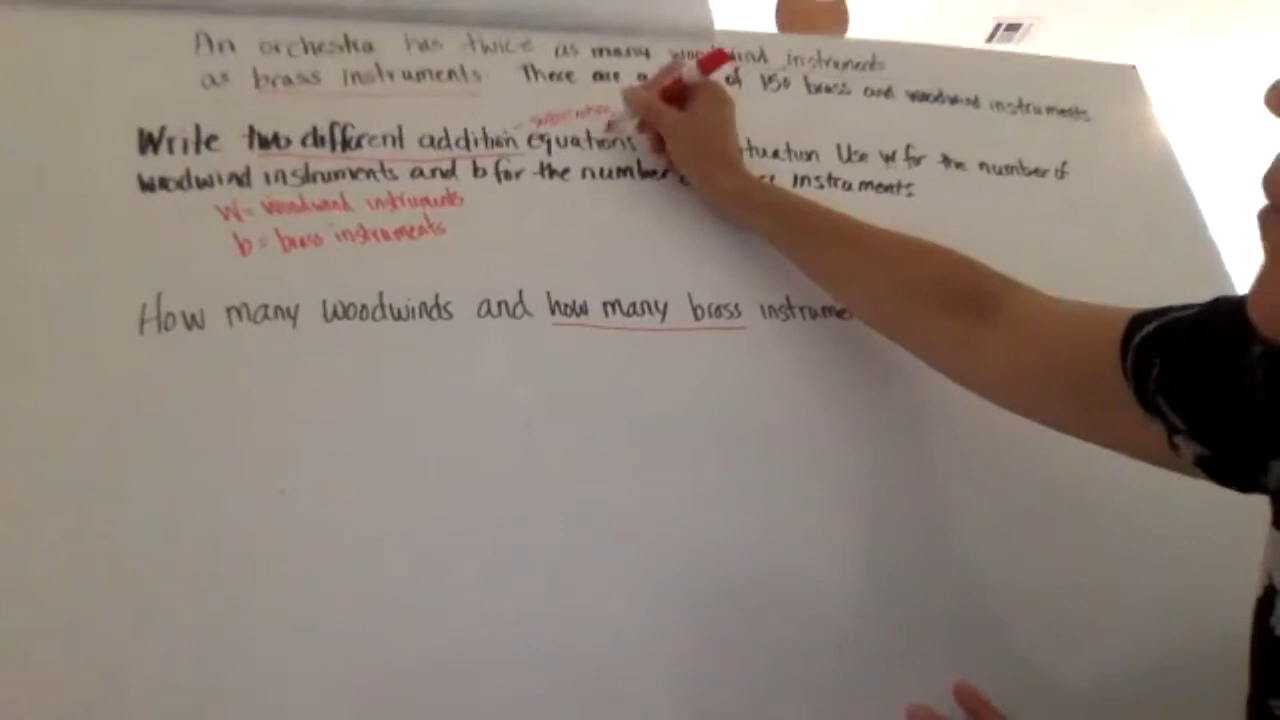 An orchestra has twice as many woodwind instruments
as brass instruments There are a of 150 brass and woodwind instruments
Write two different addition equations tuation Use w for the number of
woodwind instruments and b for the number instruments
w= woodwind instruments
b= brass instruments
How many woodwinds and how many brass instrume